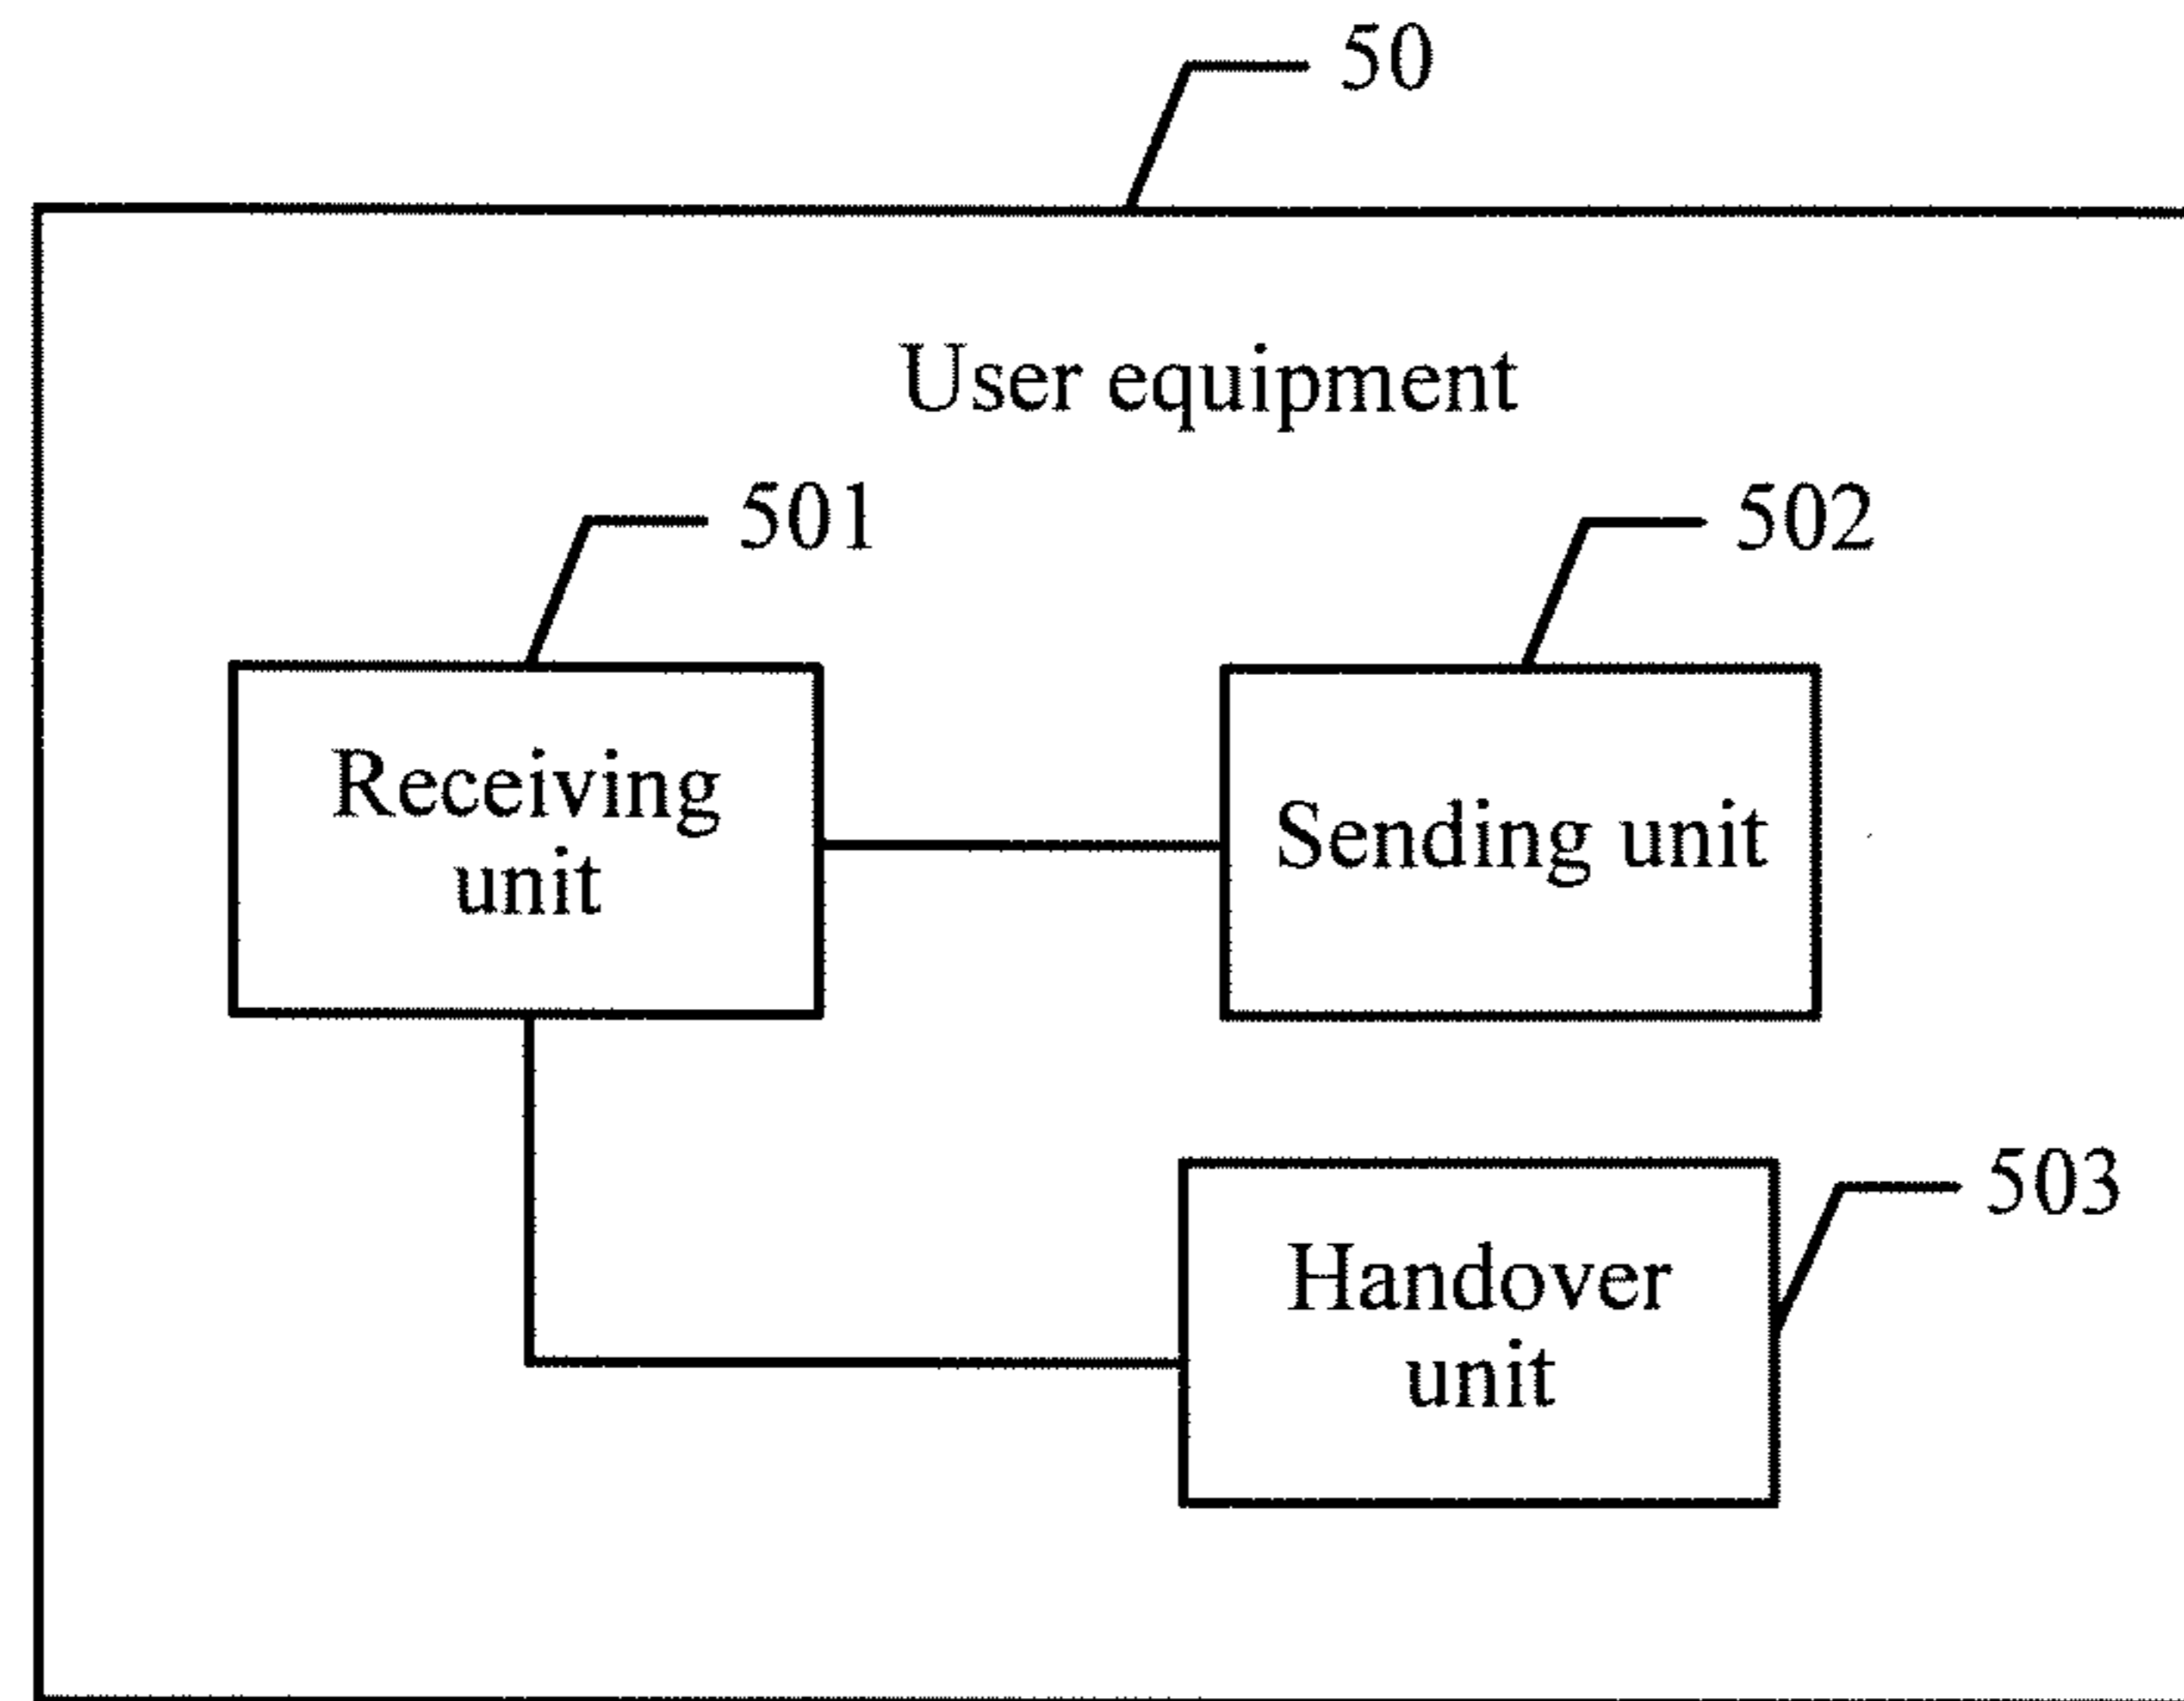 50
User equipment
501
502
Receiving
unit
Sending unit
503
Handover
unit